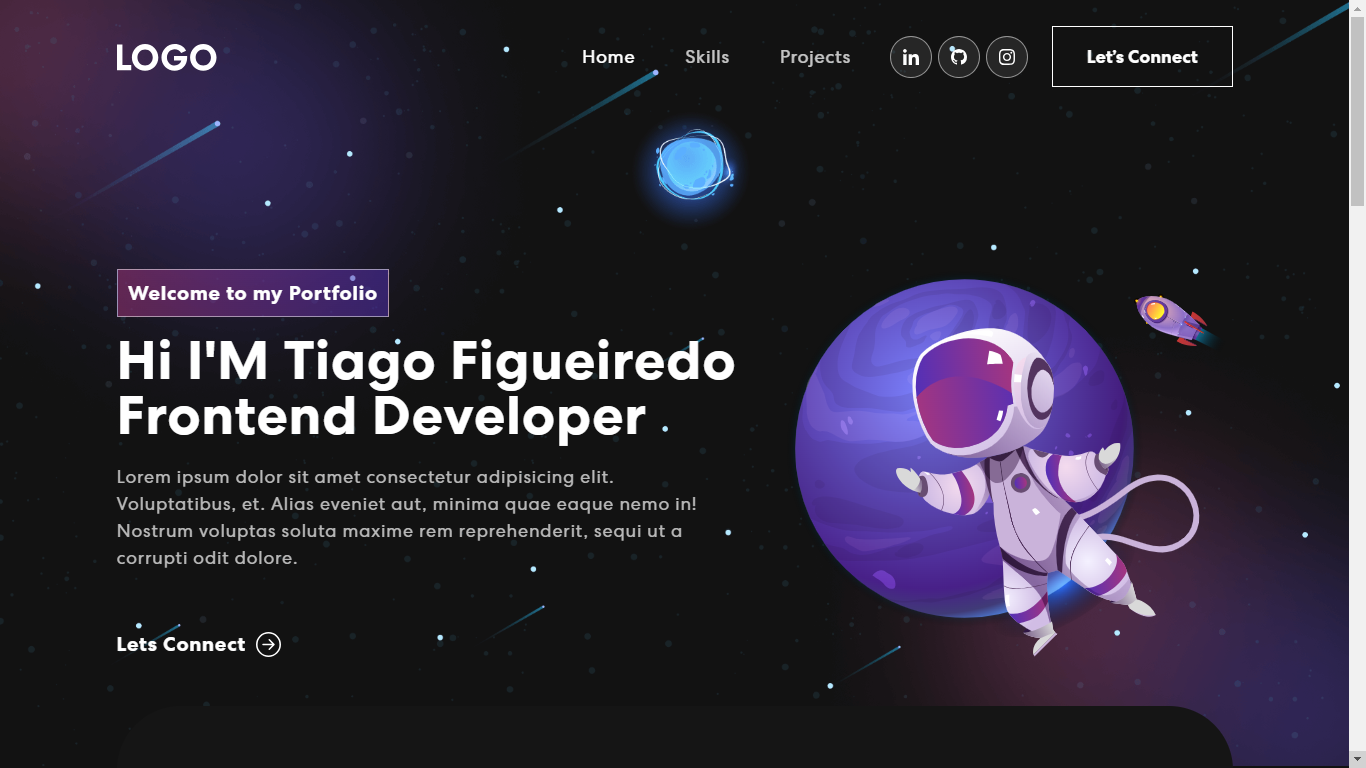 LOGO
Home Skills Projects Let's Connect
Welcome to my Portfolio
Hi I'M Tiago Figueiredo
Frontend Developer
Lorem ipsum dolor sit amet consectetur adipisicing elit.
Voluptatibus, et. Alias eveniet aut, minima quae eaque nemo in!
Nostrum voluptas soluta maxime rem reprehenderit, sequi ut a
corrupti odit dolore.
Lets Connect